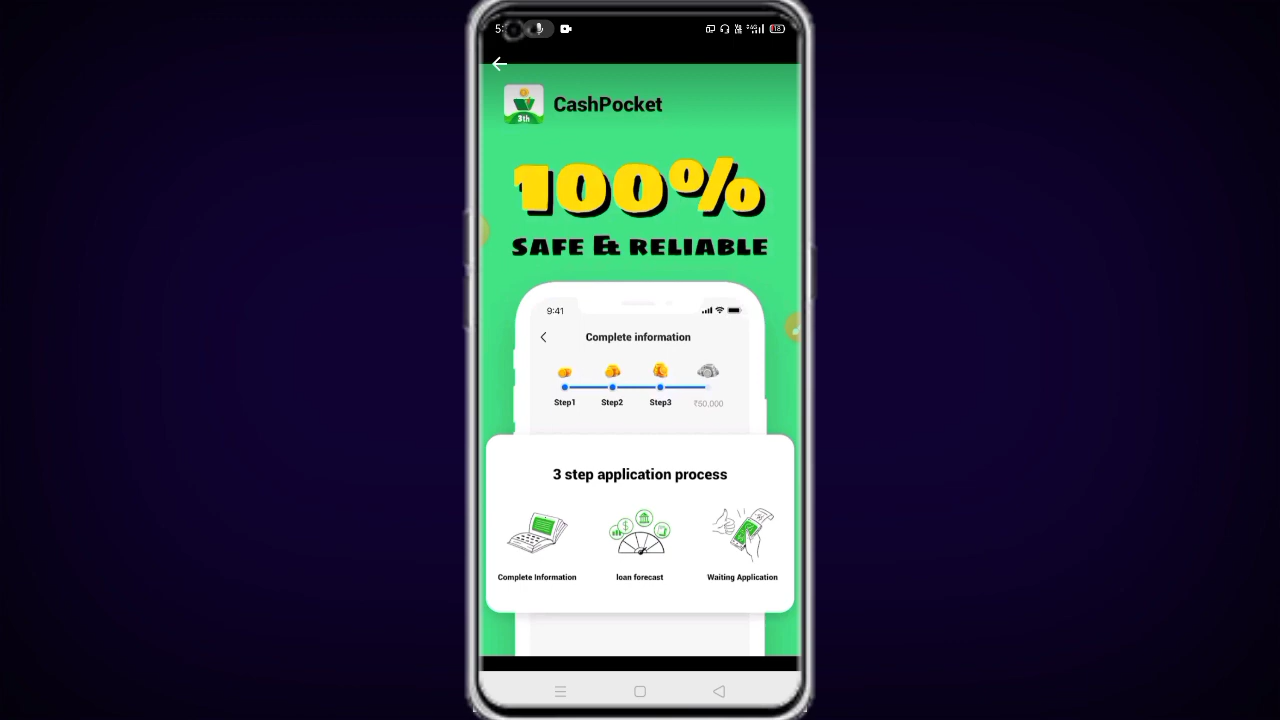 CashPocket
3th
100%
SAFE & RELIABLE
9:41
Complete information
Step1 Step2 Step3 ₹50,000
3 step application process
Complete Information loan forecast Waiting Application